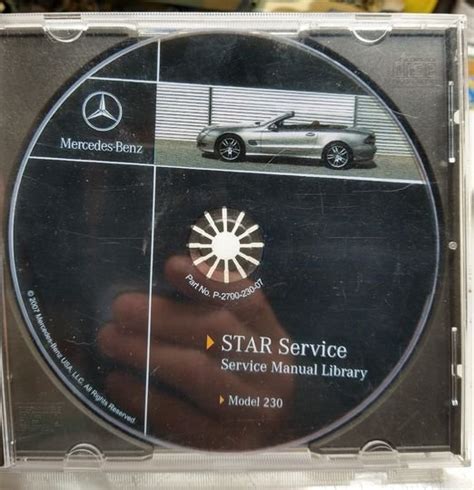 Mercedes-Benz
Part No. P-2700-230-07
STAR Service
Service Manual Library
Model 230
© 2007 Mercedes-Benz USA, LLC. All Rights Reserved.